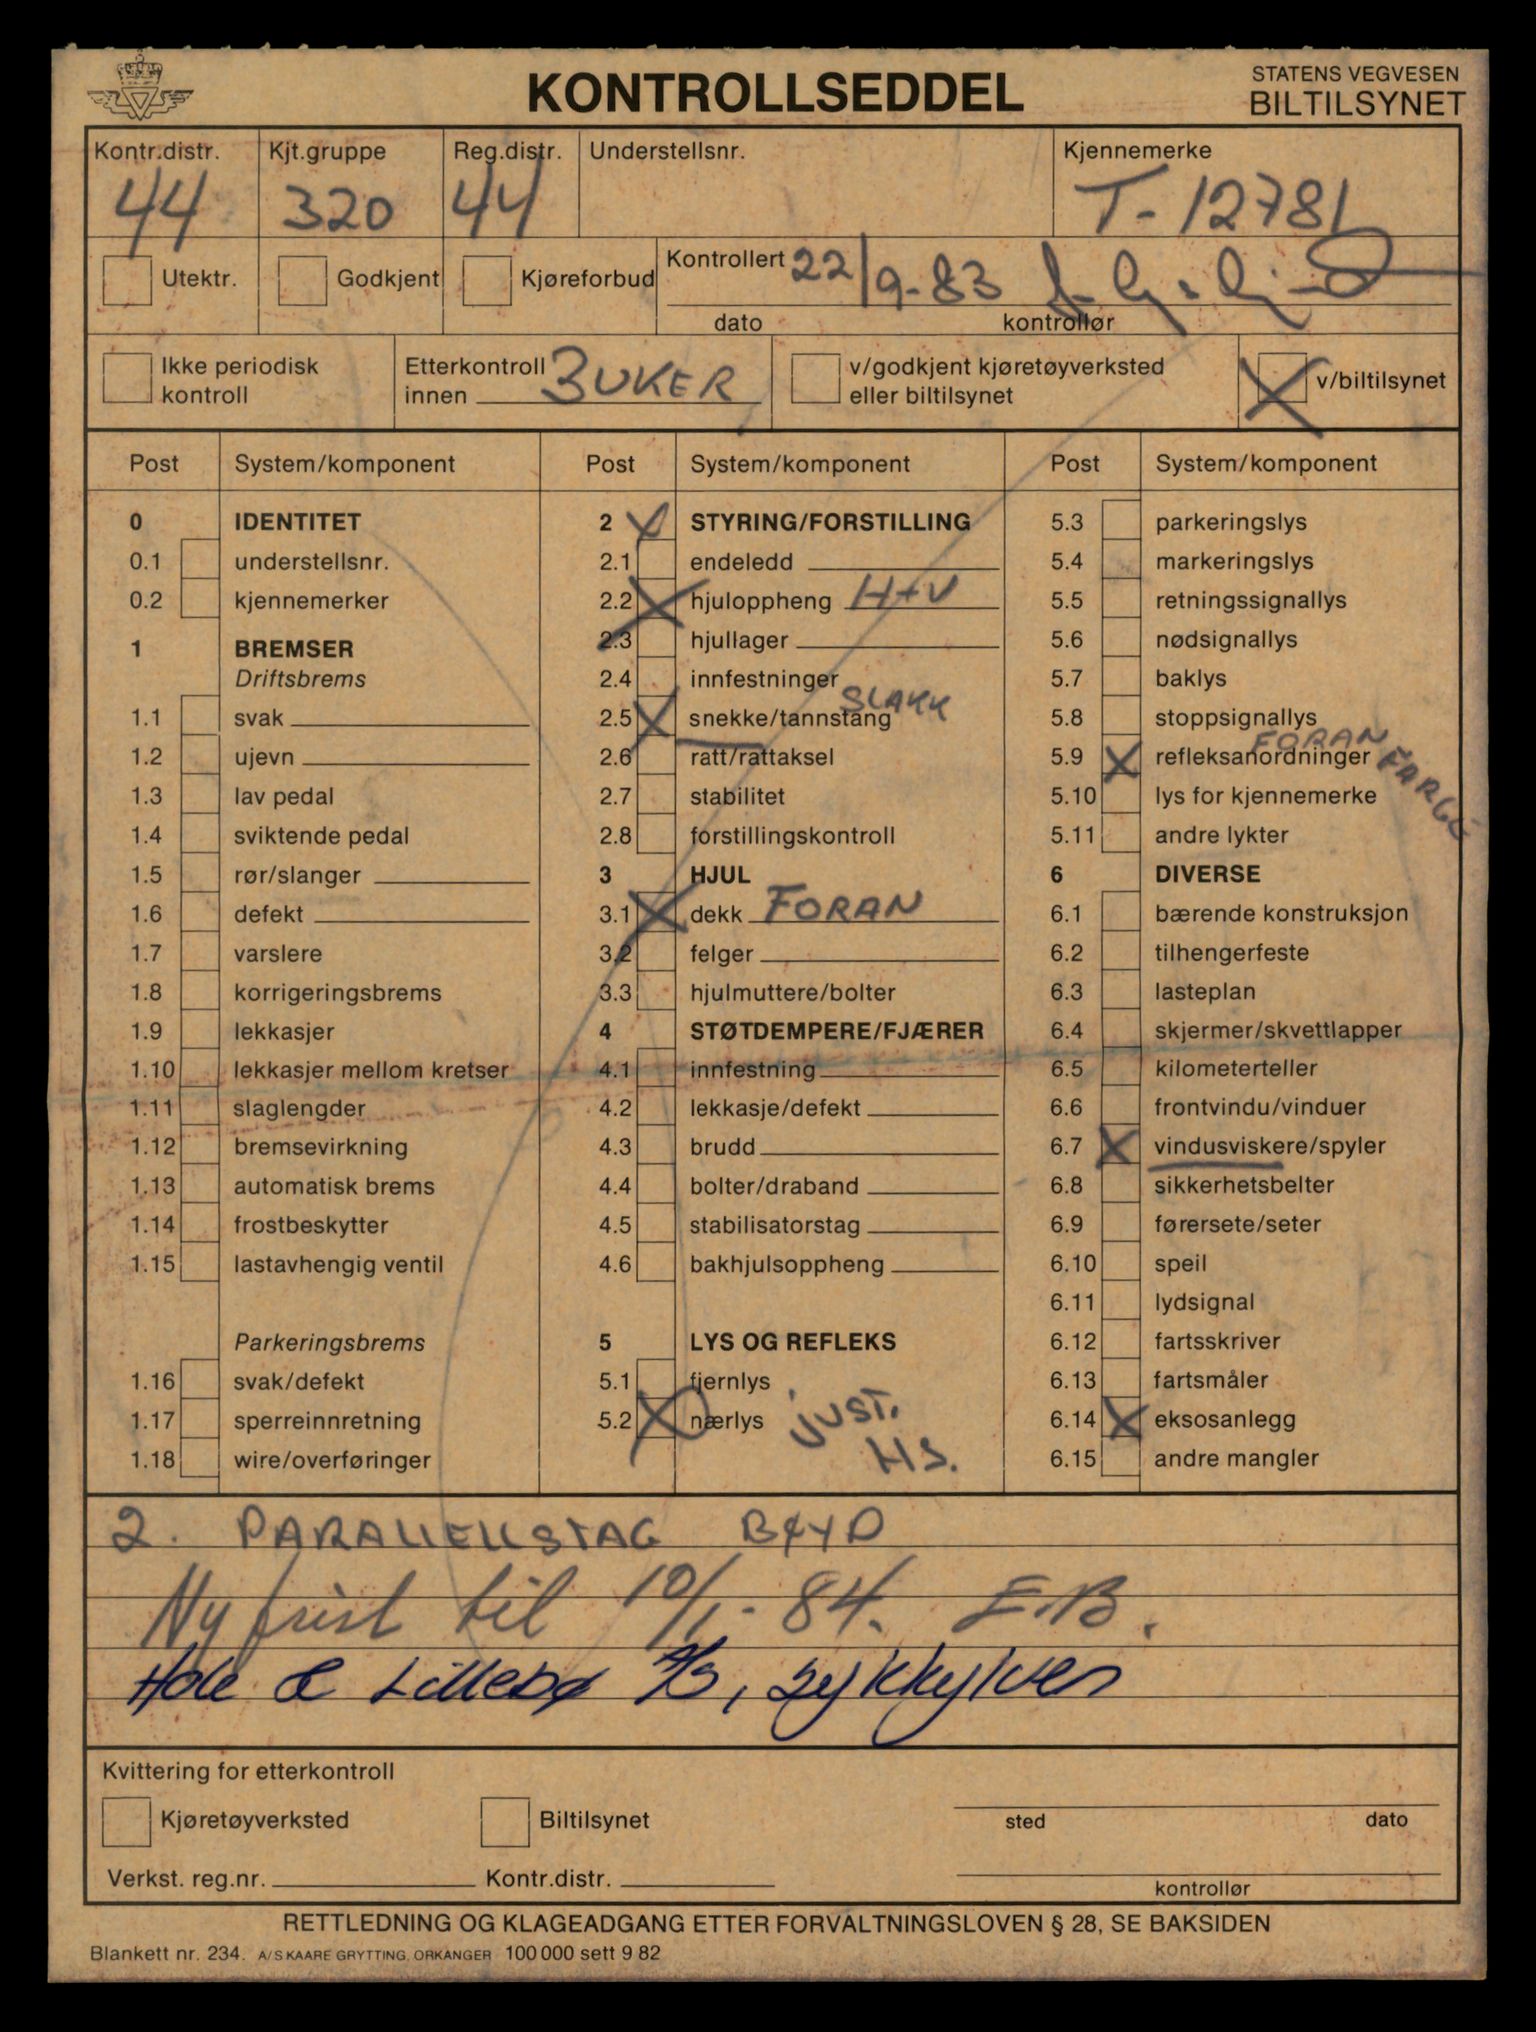 KONTROLLSEDDEL
STATENS VEGVESEN
BILTILSYNET
Kontr.distr. 44
Kjt.gruppe 320
Reg.distr. 44
Understellsnr.
Kjennemerke T-12781
Utektr.
Godkjent
Kjøreforbud
Kontrollert 22/9-83
dato kontrollør
Ikke periodisk
kontroll
Etterkontroll
innen 3 UKER
v/godkjent kjøretøyverksted
eller biltilsynet
X v/biltilsynet
Post System/komponent
0 IDENTITET
0.1 understellsnr.
0.2 kjennemerker
1 BREMSER
Driftsbrems
1.1 svak
1.2 ujevn
1.3 lav pedal
1.4 sviktende pedal
1.5 rør/slanger
1.6 defekt
1.7 varslere
1.8 korrigeringsbrems
1.9 lekkasjer
1.10 lekkasjer mellom kretser
1.11 slaglengder
1.12 bremsevirkning
1.13 automatisk brems
1.14 frostbeskytter
1.15 lastavhengig ventil
Parkeringsbrems
1.16 svak/defekt
1.17 sperreinnretning
1.18 wire/overføringer
Post System/komponent
2 X STYRING/FORSTILLING
2.1 endeledd
2.2 X hjuloppheng H+V
2.3 hjullager
2.4 innfestninger
2.5 X snekke/tannstang SLAKK
2.6 ratt/rattaksel
2.7 stabilitet
2.8 forstillingskontroll
3 HJUL
3.1 X dekk FORAN
3.2 felger
3.3 hjulmuttere/bolter
4 STØTDEMPERE/FJÆRER
4.1 innfestning
4.2 lekkasje/defekt
4.3 brudd
4.4 bolter/draband
4.5 stabilisatorstag
4.6 bakhjulsoppheng
5 LYS OG REFLEKS
5.1 fjernlys
5.2 X nærlys JUST.
HS.
Post System/komponent
5.3 parkeringslys
5.4 markeringslys
5.5 retningssignallys
5.6 nødsignallys
5.7 baklys
5.8 stoppsignallys
5.9 X refleksanordninger FORAN FARGE
5.10 lys for kjennemerke
5.11 andre lykter
6 DIVERSE
6.1 bærende konstruksjon
6.2 tilhengerfeste
6.3 lasteplan
6.4 skjermer/skvettlapper
6.5 kilometerteller
6.6 frontvindu/vinduer
6.7 X vindusviskere/spyler
6.8 sikkerhetsbelter
6.9 førersete/seter
6.10 speil
6.11 lydsignal
6.12 fartsskriver
6.13 fartsmåler
6.14 X eksosanlegg
6.15 andre mangler
2. PARALLELLSTAG BØYD
Ny frist til 10/1-84. E.B.
Hole & Lillebø A/S, Sykkylven
Kvittering for etterkontroll
Kjøretøyverksted
Biltilsynet
sted dato
Verkst. reg.nr.
Kontr.distr.
kontrollør
RETTLEDNING OG KLAGEADGANG ETTER FORVALTNINGSLOVEN § 28, SE BAKSIDEN
Blankett nr. 234. A/S KAARE GRYTTING, ORKANGER 100 000 sett 9 82